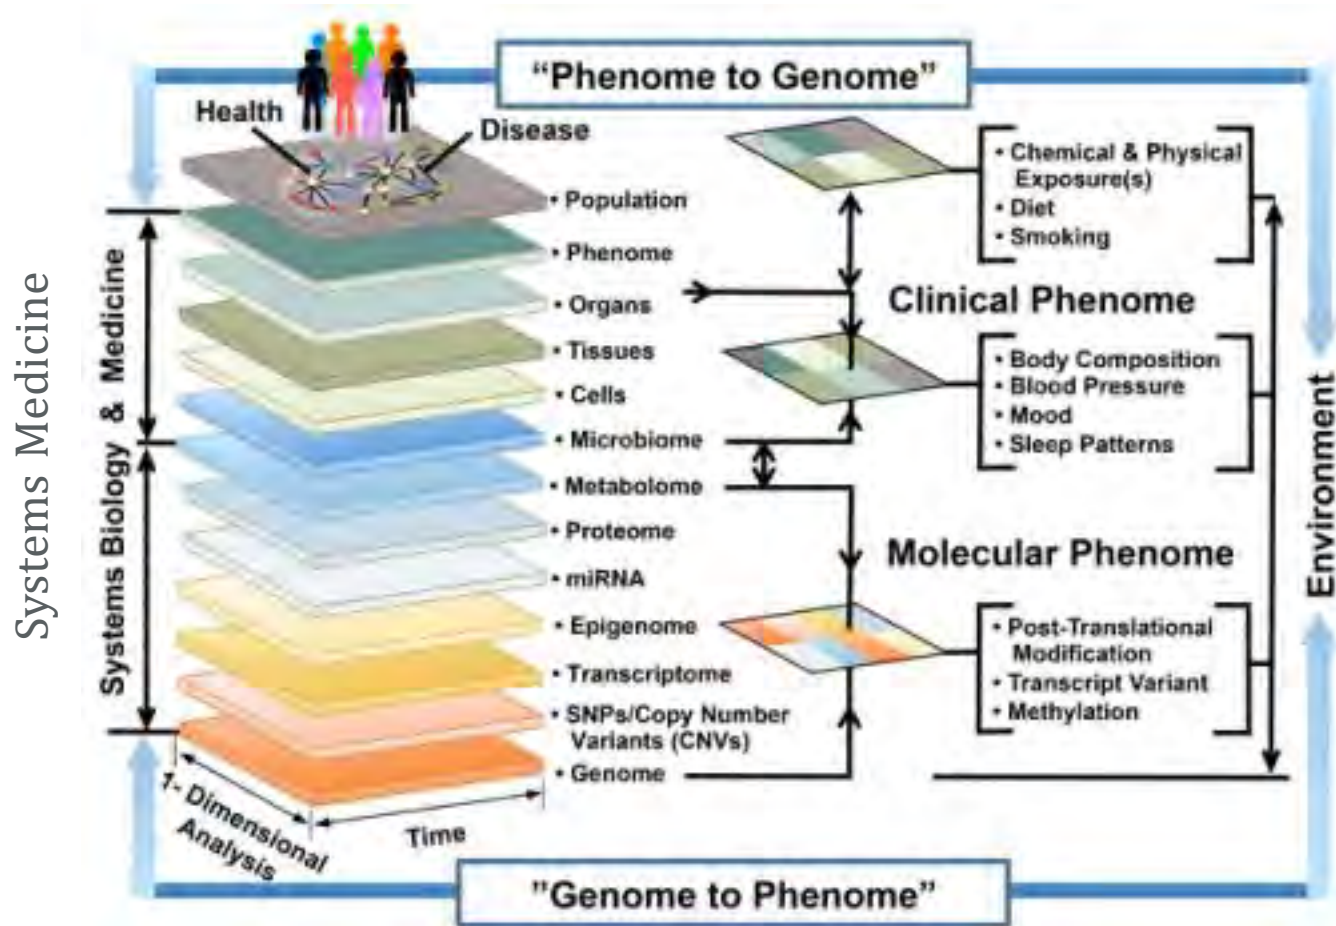 Systems Medicine
“Phenome to Genome”
Health
Disease
• Population
• Phenome
• Organs
• Tissues
• Cells
• Microbiome
• Metabolome
• Proteome
• miRNA
• Epigenome
• Transcriptome
• SNPs/Copy Number
Variants (CNVs)
• Genome
Systems Biology & Medicine
1- Dimensional
Analysis
Time
• Chemical & Physical
Exposure(s)
• Diet
• Smoking
Clinical Phenome
• Body Composition
• Blood Pressure
• Mood
• Sleep Patterns
Molecular Phenome
• Post-Translational
Modification
• Transcript Variant
• Methylation
Environment
”Genome to Phenome”